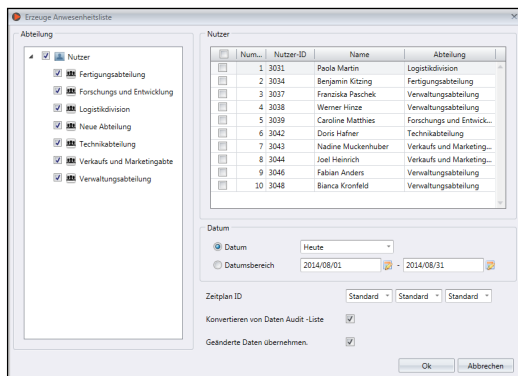 Erzeuge Anwesenheitsliste
Abteilung
Nutzer
Fertigungsabteilung
Forschungs und Entwicklung
Logistikdivision
Neue Abteilung
Technikabteilung
Verkaufs und Marketingabte
Verwaltungsabteilung
Nutzer
Num... Nutzer-ID Name Abteilung
1 3031 Paola Martin Logistikdivision
2 3034 Benjamin Kitzing Fertigungsabteilung
3 3037 Franziska Paschek Verwaltungsabteilung
4 3038 Werner Hinze Verwaltungsabteilung
5 3039 Caroline Matthies Forschungs und Entwick...
6 3042 Doris Hafner Technikabteilung
7 3043 Nadine Muckenhuber Verkaufs und Marketing...
8 3044 Joel Heinrich Verkaufs und Marketing...
9 3046 Fabian Anders Verwaltungsabteilung
10 3048 Bianca Kronfeld Verwaltungsabteilung
Datum
Datum Heute
Datumsbereich 2014/08/01 - 2014/08/31
Zeitplan ID Standard Standard Standard
Konvertieren von Daten Audit -Liste
Geänderte Daten übernehmen.
Ok Abbrechen